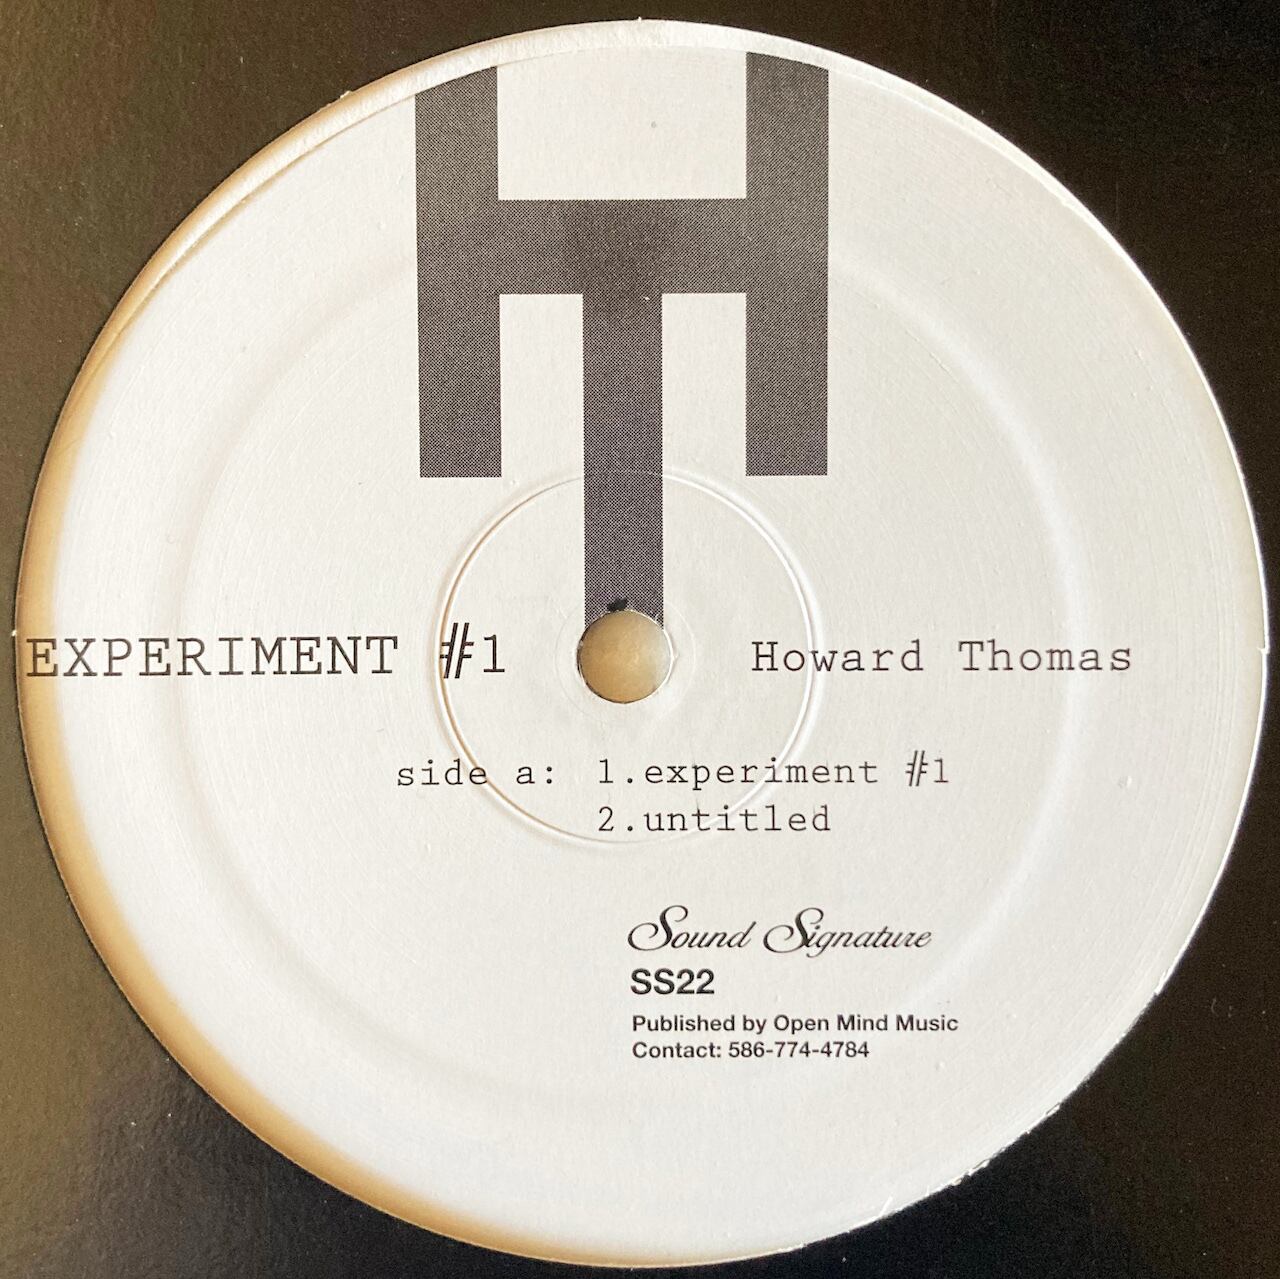 HT
EXPERIMENT #1 Howard Thomas
side a: 1.experiment #1
2.untitled
Sound Signature
SS22
Published by Open Mind Music
Contact: 586-774-4784